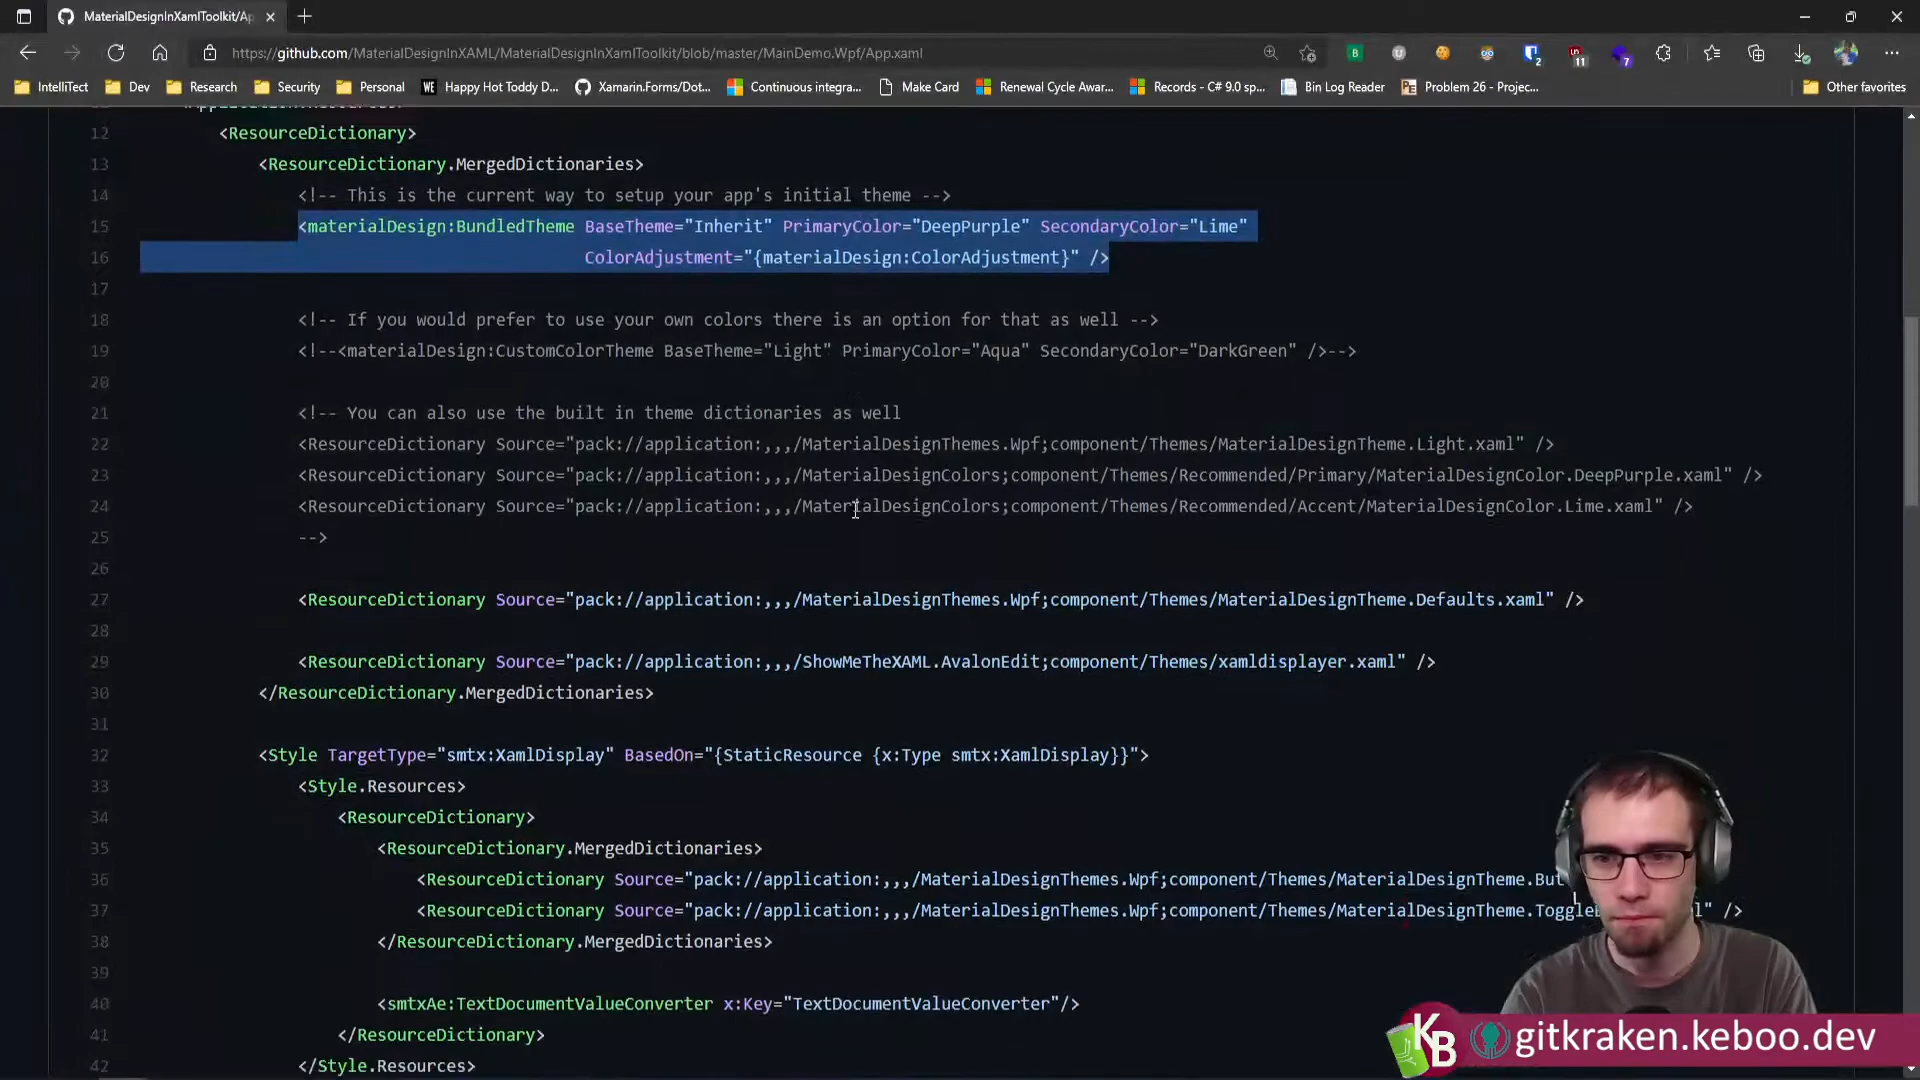 MaterialDesignInXamlToolkit/Ap
https://github.com/MaterialDesignInXAML/MaterialDesignInXamlToolkit/blob/master/MainDemo.Wpf/App.xaml
2
11
7
IntelliTect Dev Research Security Personal Happy Hot Toddy D... Xamarin.Forms/Dot... Continuous integra... Make Card Renewal Cycle Awar... Records - C# 9.0 sp... Bin Log Reader Problem 26 - Projec... Other favorites
12 <ResourceDictionary>
13 <ResourceDictionary.MergedDictionaries>
14 <!-- This is the current way to setup your app's initial theme -->
15 <materialDesign:BundledTheme BaseTheme="Inherit" PrimaryColor="DeepPurple" SecondaryColor="Lime"
16 ColorAdjustment="{materialDesign:ColorAdjustment}" />
17
18 <!-- If you would prefer to use your own colors there is an option for that as well -->
19 <!--<materialDesign:CustomColorTheme BaseTheme="Light" PrimaryColor="Aqua" SecondaryColor="DarkGreen" />-->
20
21 <!-- You can also use the built in theme dictionaries as well
22 <ResourceDictionary Source="pack://application:,,,/MaterialDesignThemes.Wpf;component/Themes/MaterialDesignTheme.Light.xaml" />
23 <ResourceDictionary Source="pack://application:,,,/MaterialDesignColors;component/Themes/Recommended/Primary/MaterialDesignColor.DeepPurple.xaml" />
24 <ResourceDictionary Source="pack://application:,,,/MaterialDesignColors;component/Themes/Recommended/Accent/MaterialDesignColor.Lime.xaml" />
25 -->
26
27 <ResourceDictionary Source="pack://application:,,,/MaterialDesignThemes.Wpf;component/Themes/MaterialDesignTheme.Defaults.xaml" />
28
29 <ResourceDictionary Source="pack://application:,,,/ShowMeTheXAML.AvalonEdit;component/Themes/xamldisplayer.xaml" />
30 </ResourceDictionary.MergedDictionaries>
31
32 <Style TargetType="smtx:XamlDisplay" BasedOn="{StaticResource {x:Type smtx:XamlDisplay}}">
33 <Style.Resources>
34 <ResourceDictionary>
35 <ResourceDictionary.MergedDictionaries>
36 <ResourceDictionary Source="pack://application:,,,/MaterialDesignThemes.Wpf;component/Themes/MaterialDesignTheme.But
37 <ResourceDictionary Source="pack://application:,,,/MaterialDesignThemes.Wpf;component/Themes/MaterialDesignTheme.Toggle l" />
38 </ResourceDictionary.MergedDictionaries>
39
40 <smtxAe:TextDocumentValueConverter x:Key="TextDocumentValueConverter"/>
41 </ResourceDictionary>
42 </Style.Resources>
KB gitkraken.keboo.dev